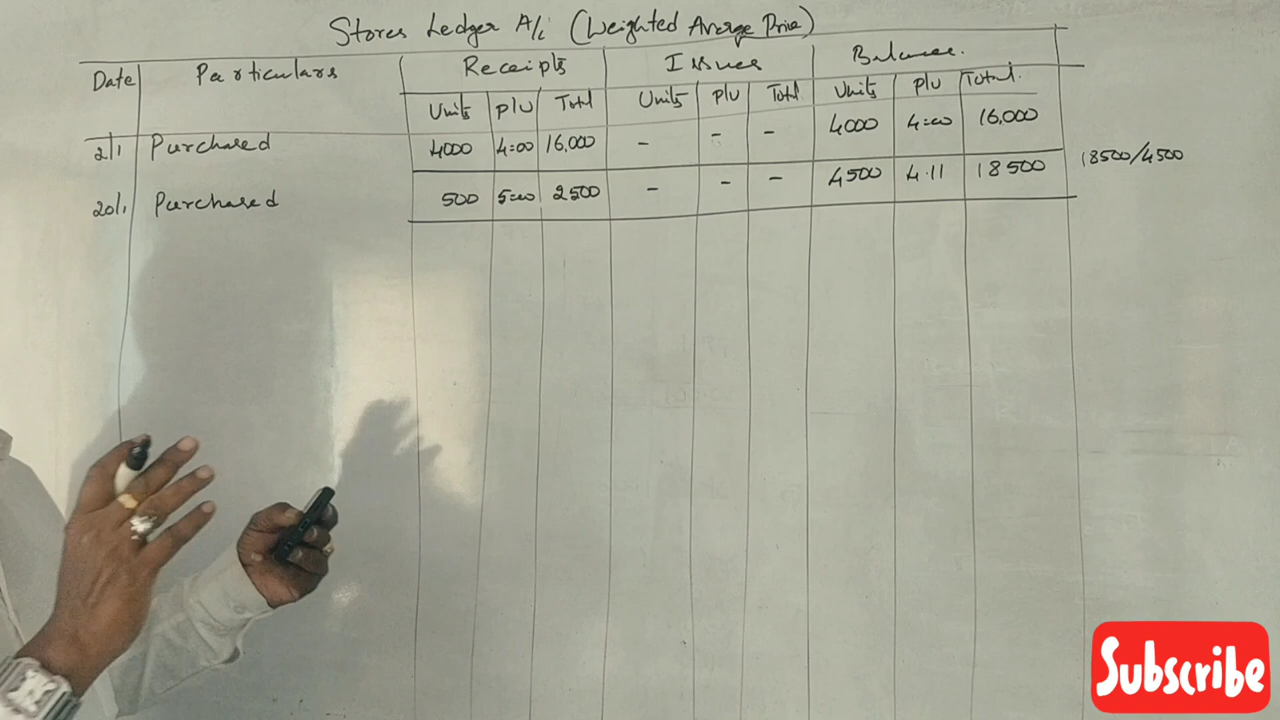 Stores Ledger A/c (Weighted Average Price)
Date Particulars Receipts Issues Balance.
Units P/U Total Units P/U Total Units P/U Total.
2/1 Purchased 4000 4=00 16,000 - - - 4000 4=00 16,000
20/1 Purchased 500 5=00 2500 - - - 4500 4.11 18500 18500/4500
Subscribe